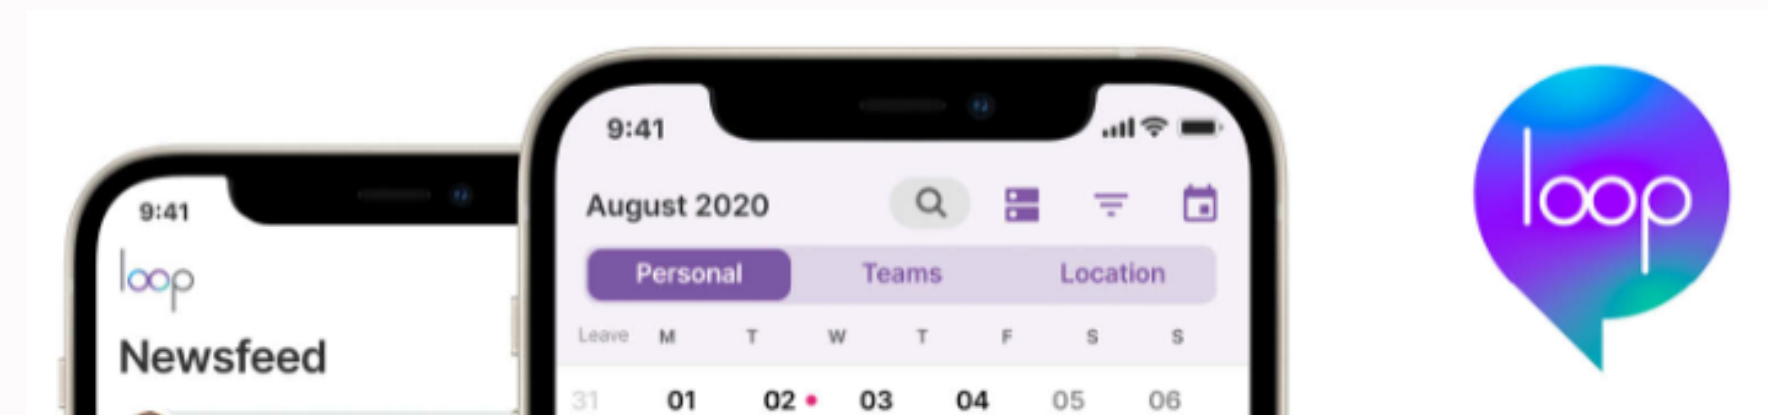 9:41
loop
Newsfeed
9:41
August 2020
Personal Teams Location
Leave M T W T F S S
31 01 02 03 04 05 06
loop